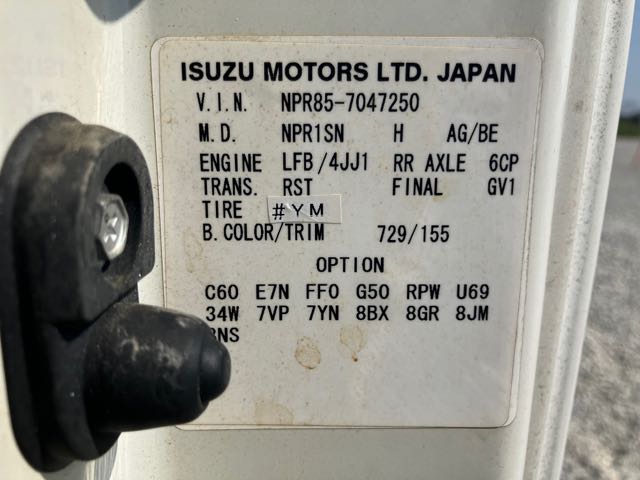 ISUZU MOTORS LTD. JAPAN
V.I.N. NPR85-7047250
M.D. NPR1SN H AG/BE
ENGINE LFB/4JJ1 RR AXLE 6CP
TRANS. RST FINAL GV1
TIRE #YM
B.COLOR/TRIM 729/155
OPTION
C60 E7N FF0 G50 RPW U69
34W 7VP 7YN 8BX 8GR 8JM